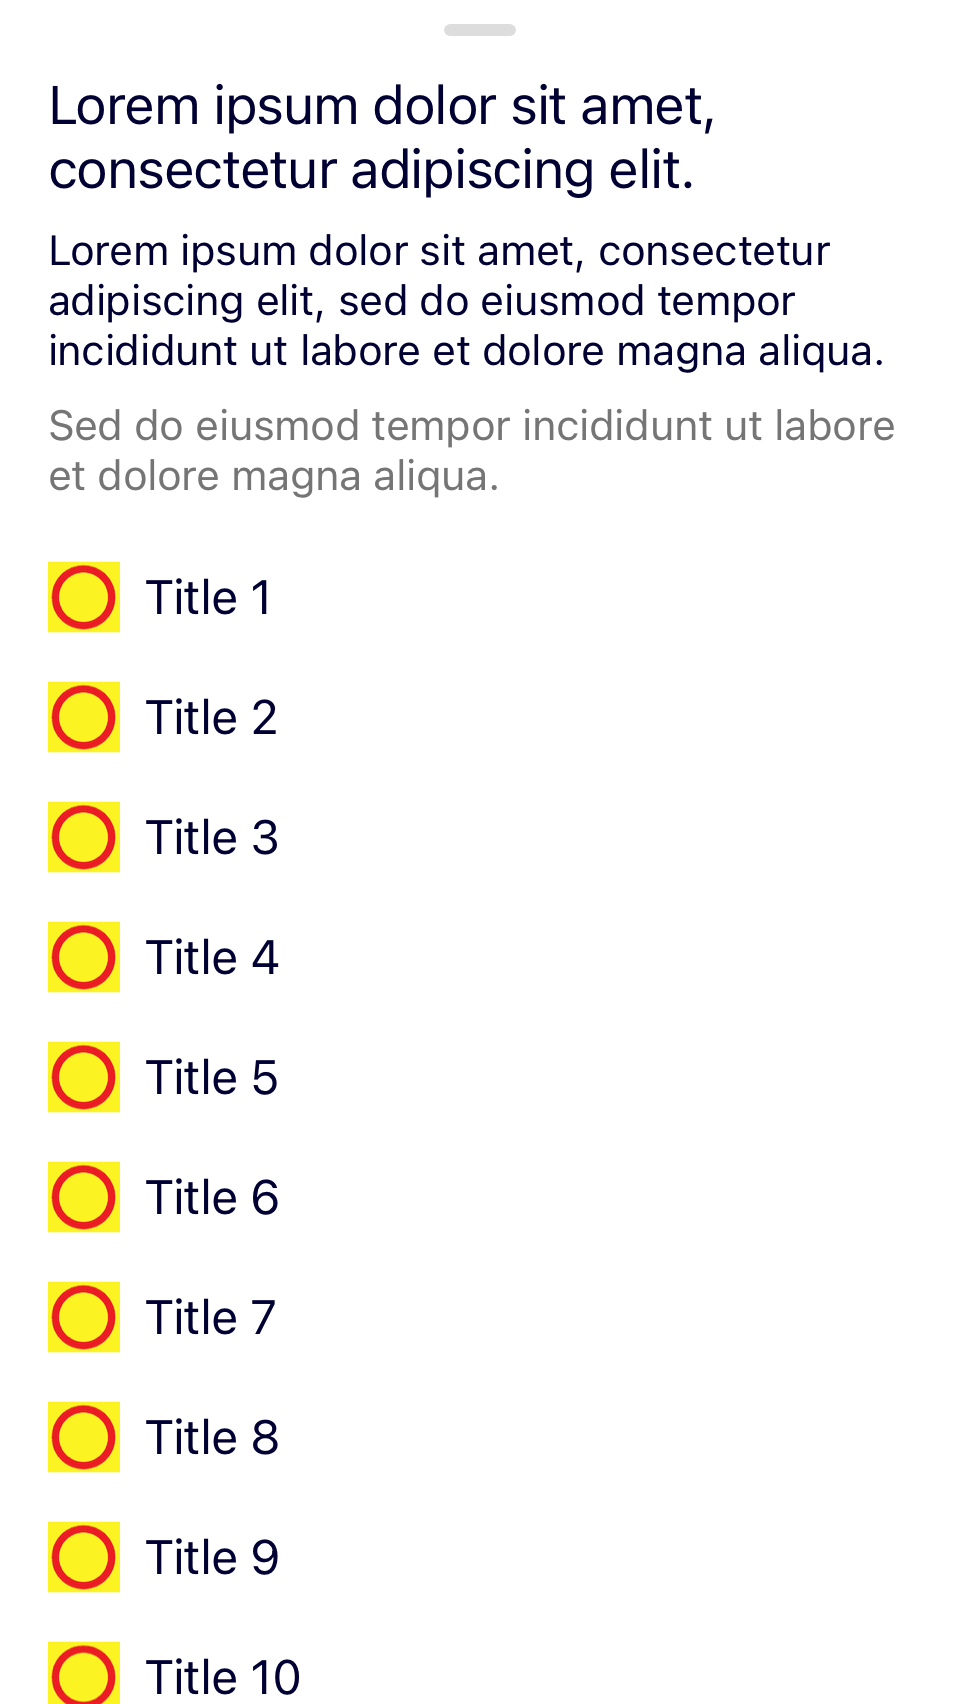 Lorem ipsum dolor sit amet,
consectetur adipiscing elit.
Lorem ipsum dolor sit amet, consectetur
adipiscing elit, sed do eiusmod tempor
incididunt ut labore et dolore magna aliqua.
Sed do eiusmod tempor incididunt ut labore
et dolore magna aliqua.
Title 1
Title 2
Title 3
Title 4
Title 5
Title 6
Title 7
Title 8
Title 9
Title 10